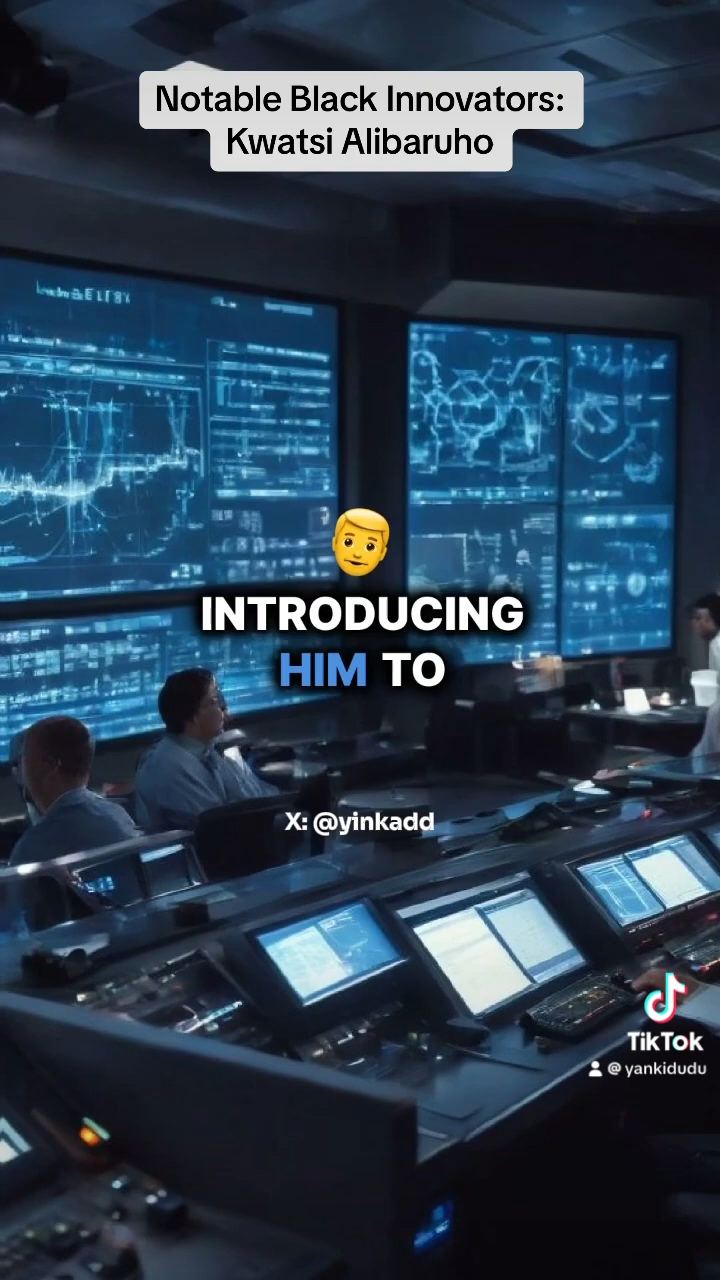 Notable Black Innovators:
Kwatsi Alibaruho
INTRODUCING
HIM TO
X: @yinkadd
TikTok
@ yankidudu